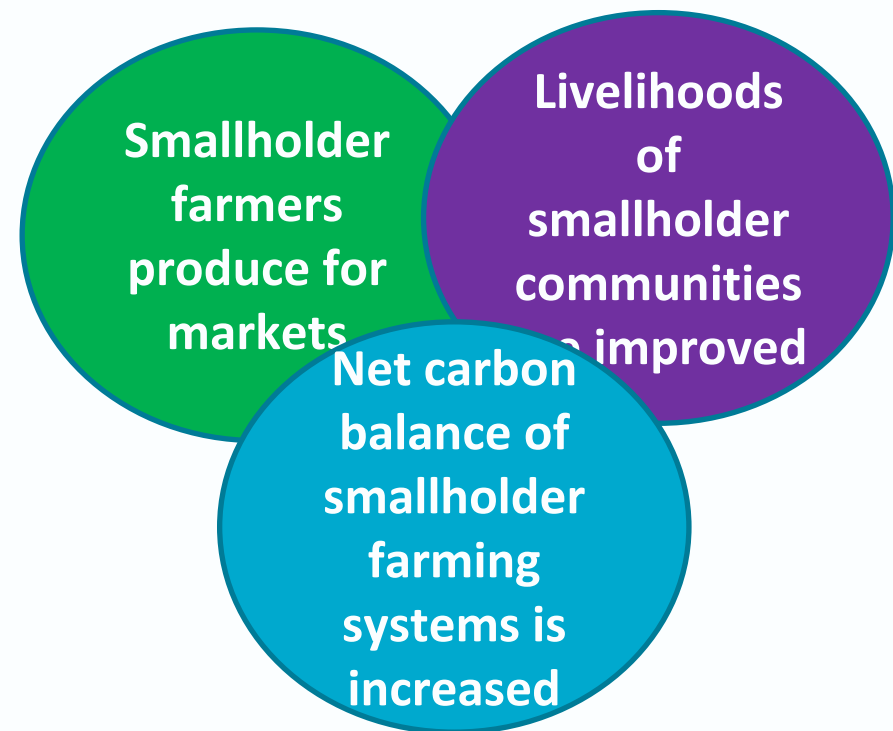 Smallholder
farmers
produce for
markets
Livelihoods
of
smallholder
communities
improved
Net carbon
balance of
smallholder
farming
systems is
increased